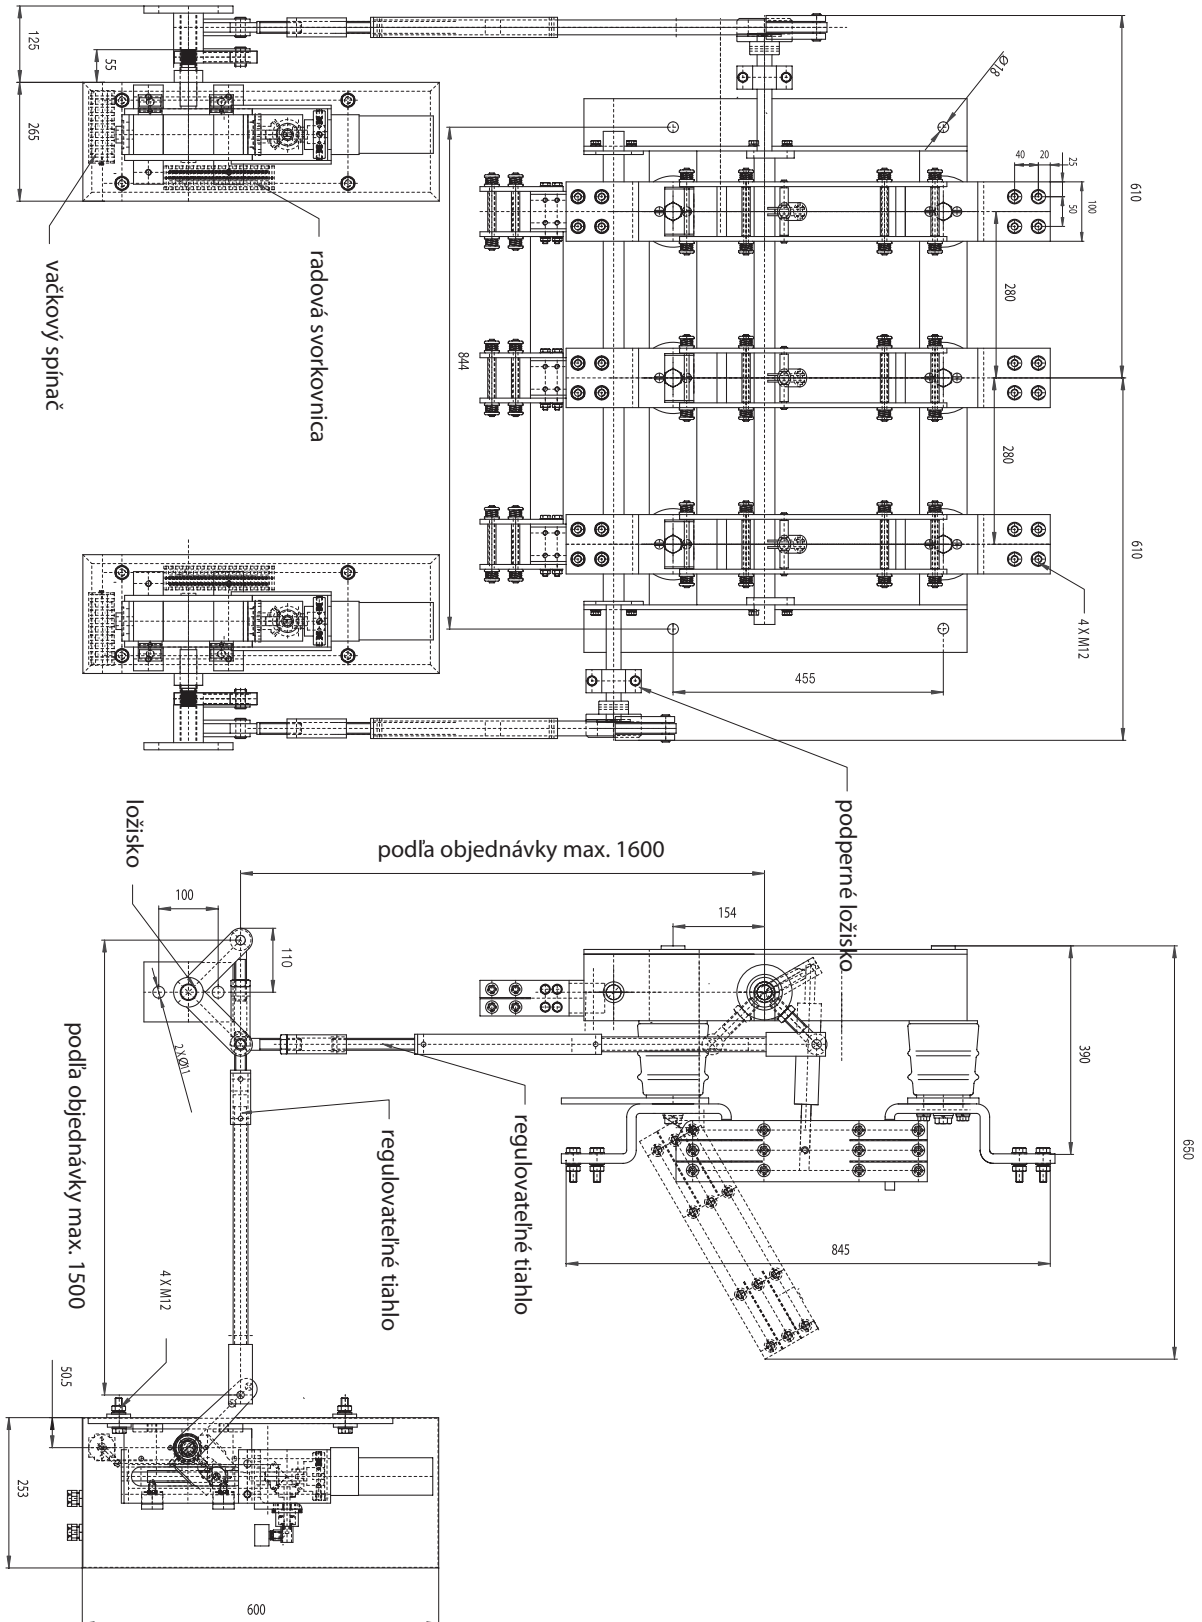 125
55
265
vačkový spínač
radová svorkovnica
844
Ø18
40
20
25
100
50
610
280
280
610
4 X M12
455
podperné ložisko
ložisko
podľa objednávky max. 1600
100
110
154
390
650
2 X Ø11
podľa objednávky max. 1500
regulovateľné tiahlo
regulovateľné tiahlo
845
4 X M12
50.5
253
600